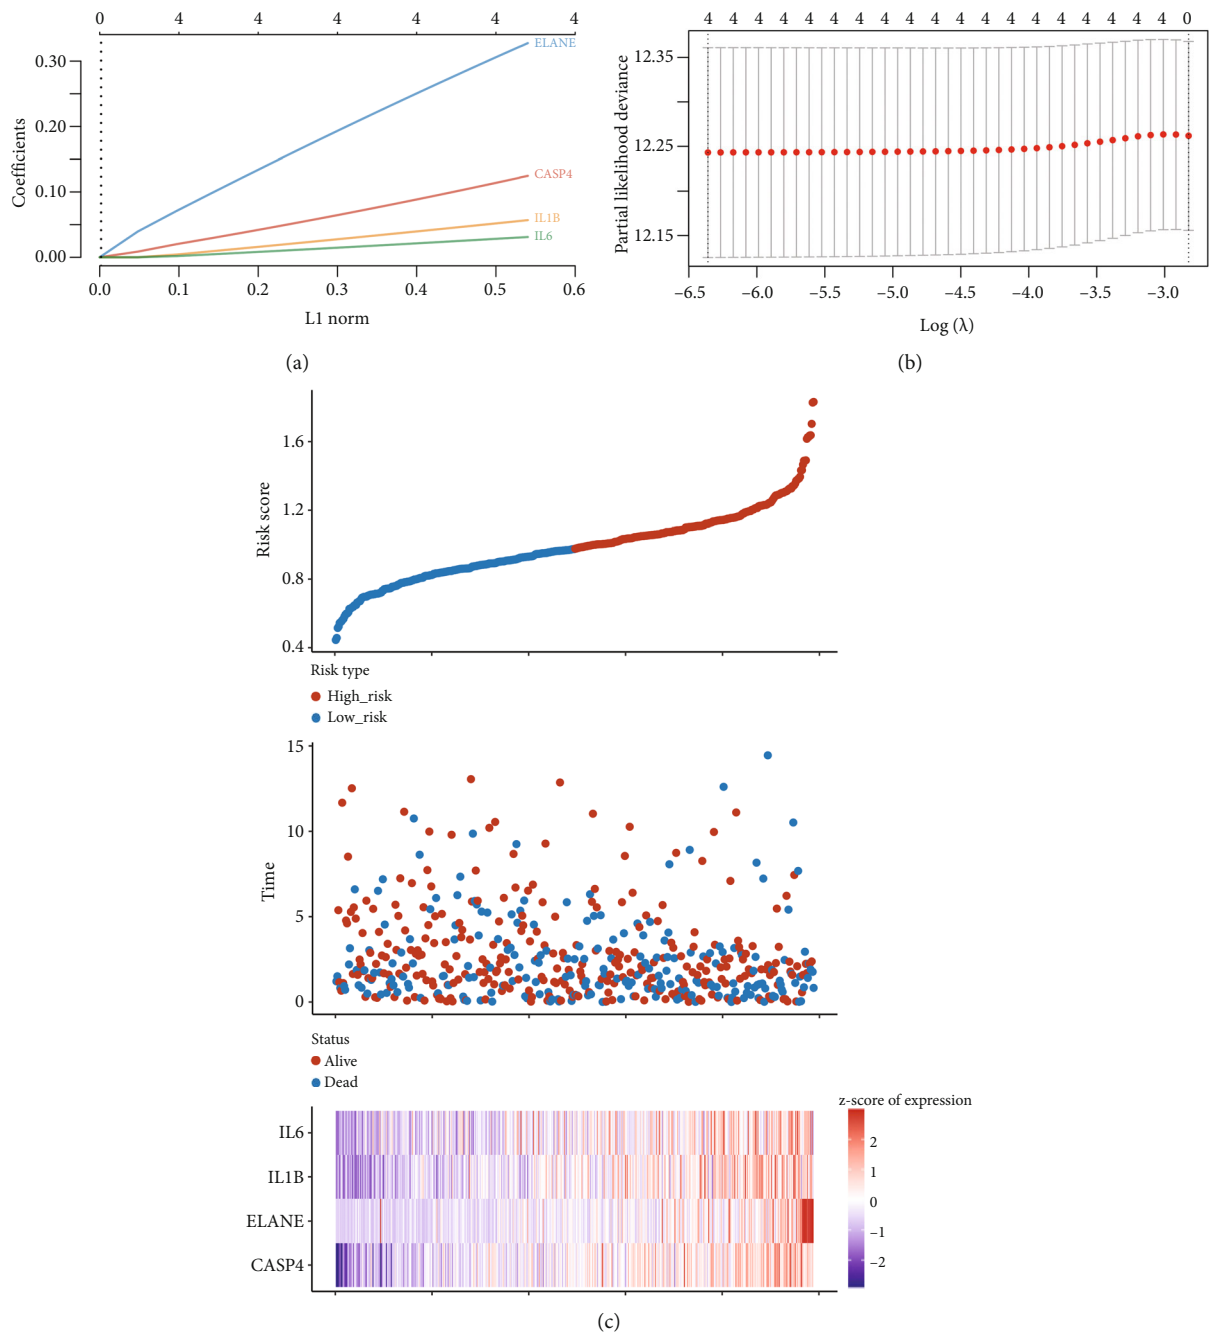 0 4 4 4 4 4 4
Coefficients
0.30
0.20
0.10
0.00
ELANE
CASP4
IL1B
IL6
0.0 0.1 0.2 0.3 0.4 0.5 0.6
L1 norm
(a)
4 4 4 4 4 4 4 4 4 4 4 4 4 4 4 4 4 4 4 0
Partial likelihood deviance
12.35
12.25
12.15
−6.5 −6.0 −5.5 −5.0 −4.5 −4.0 −3.5 −3.0
Log (λ)
(b)
Risk score
1.6
1.2
0.8
0.4
Risk type
High_risk
Low_risk
Time
15
10
5
0
Status
Alive
Dead
IL6
IL1B
ELANE
CASP4
z-score of expression
2
1
0
−1
−2
(c)